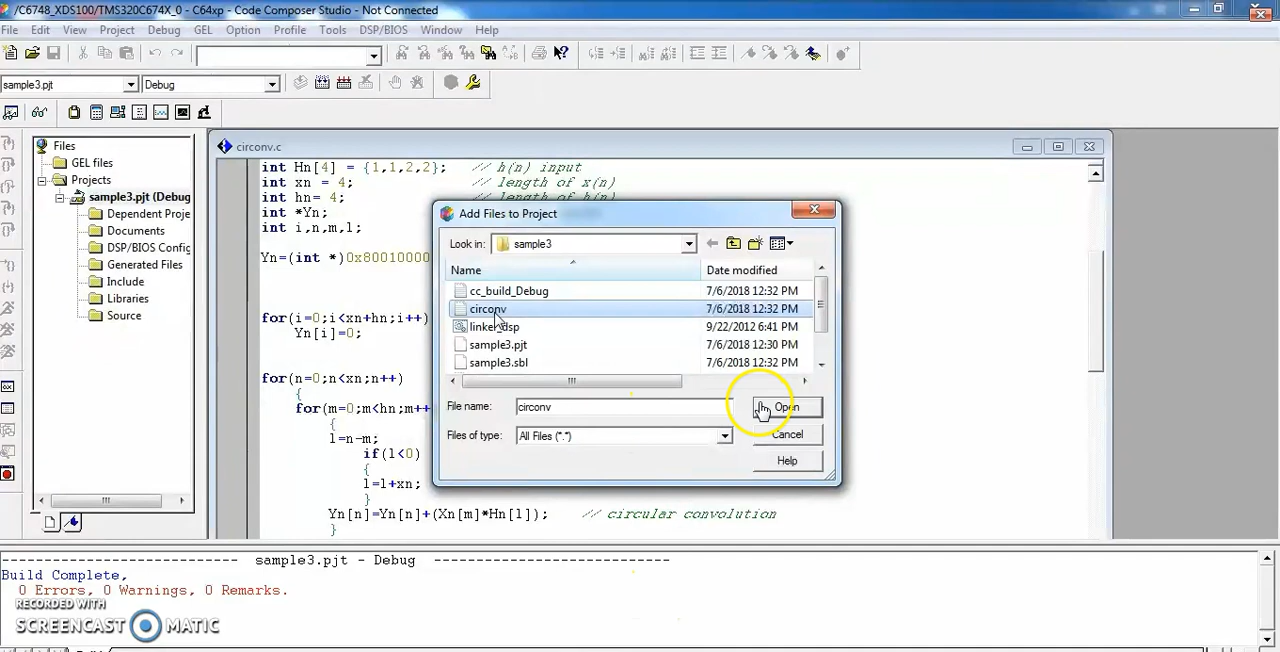 /C6748_XDS100/TMS320C674X_0 - C64xp - Code Composer Studio - Not Connected
File Edit View Project Debug GEL Option Profile Tools DSP/BIOS Window Help
sample3.pjt Debug
Files
GEL files
Projects
sample3.pjt (Debug
Dependent Proje
Documents
DSP/BIOS Config
Generated Files
Include
Libraries
Source
circonv.c
int Hn[4] = {1,1,2,2}; // h(n) input
int xn = 4; // length of x(n)
int hn= 4; // length of h(n)
int *Yn;
int i,n,m,l;
Yn=(int *)0x80010000
for(i=0;i<xn+hn;i++)
Yn[i]=0;
for(n=0;n<xn;n++)
{
for(m=0;m<hn;m++
{
l=n-m;
if(l<0)
{
l=l+xn;
}
Yn[n]=Yn[n]+(Xn[m]*Hn[l]); // circular convolution
}
Add Files to Project
Look in: sample3
Name Date modified
cc_build_Debug 7/6/2018 12:32 PM
circonv 7/6/2018 12:32 PM
linker dsp 9/22/2012 6:41 PM
sample3.pjt 7/6/2018 12:30 PM
sample3.sbl 7/6/2018 12:32 PM
File name: circonv Open
Files of type: All Files (*.*) Cancel
Help
------------------------- sample3.pjt - Debug -------------------------
Build Complete,
0 Errors, 0 Warnings, 0 Remarks.
RECORDED WITH
SCREENCAST MATIC